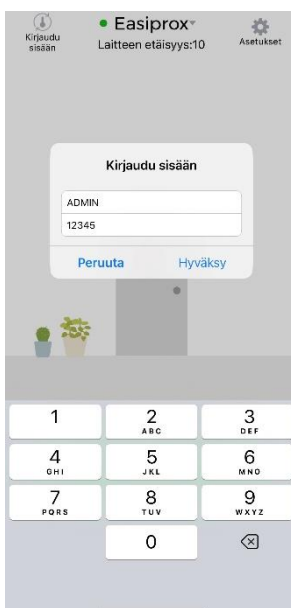 Easiprox
Kirjaudu
sisään
Laitteen etäisyys:10
Asetukset
Kirjaudu sisään
ADMIN
12345
Peruuta
Hyväksy
1
2
ABC
3
DEF
4
GHI
5
JKL
6
MNO
7
PQRS
8
TUV
9
WXYZ
0